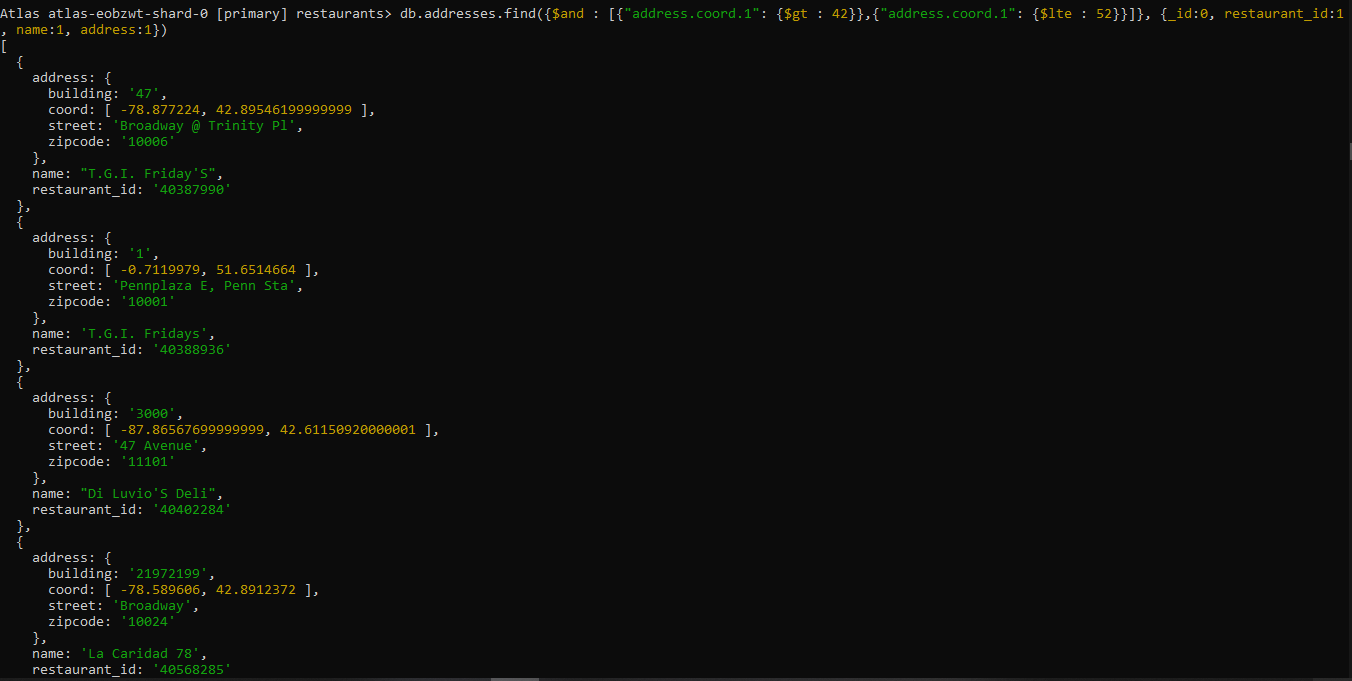 Atlas atlas-eobzwt-shard-0 [primary] restaurants> db.addresses.find({$and : [{"address.coord.1": {$gt : 42}},{"address.coord.1": {$lte : 52}}]}, {_id:0, restaurant_id:1
, name:1, address:1})
[
  {
    address: {
      building: '47',
      coord: [ -78.877224, 42.89546199999999 ],
      street: 'Broadway @ Trinity Pl',
      zipcode: '10006'
    },
    name: "T.G.I. Friday'S",
    restaurant_id: '40387990'
  },
  {
    address: {
      building: '1',
      coord: [ -0.7119979, 51.6514664 ],
      street: 'Pennplaza E, Penn Sta',
      zipcode: '10001'
    },
    name: 'T.G.I. Fridays',
    restaurant_id: '40388936'
  },
  {
    address: {
      building: '3000',
      coord: [ -87.86567699999999, 42.61150920000001 ],
      street: '47 Avenue',
      zipcode: '11101'
    },
    name: "Di Luvio'S Deli",
    restaurant_id: '40402284'
  },
  {
    address: {
      building: '21972199',
      coord: [ -78.589606, 42.8912372 ],
      street: 'Broadway',
      zipcode: '10024'
    },
    name: 'La Caridad 78',
    restaurant_id: '40568285'